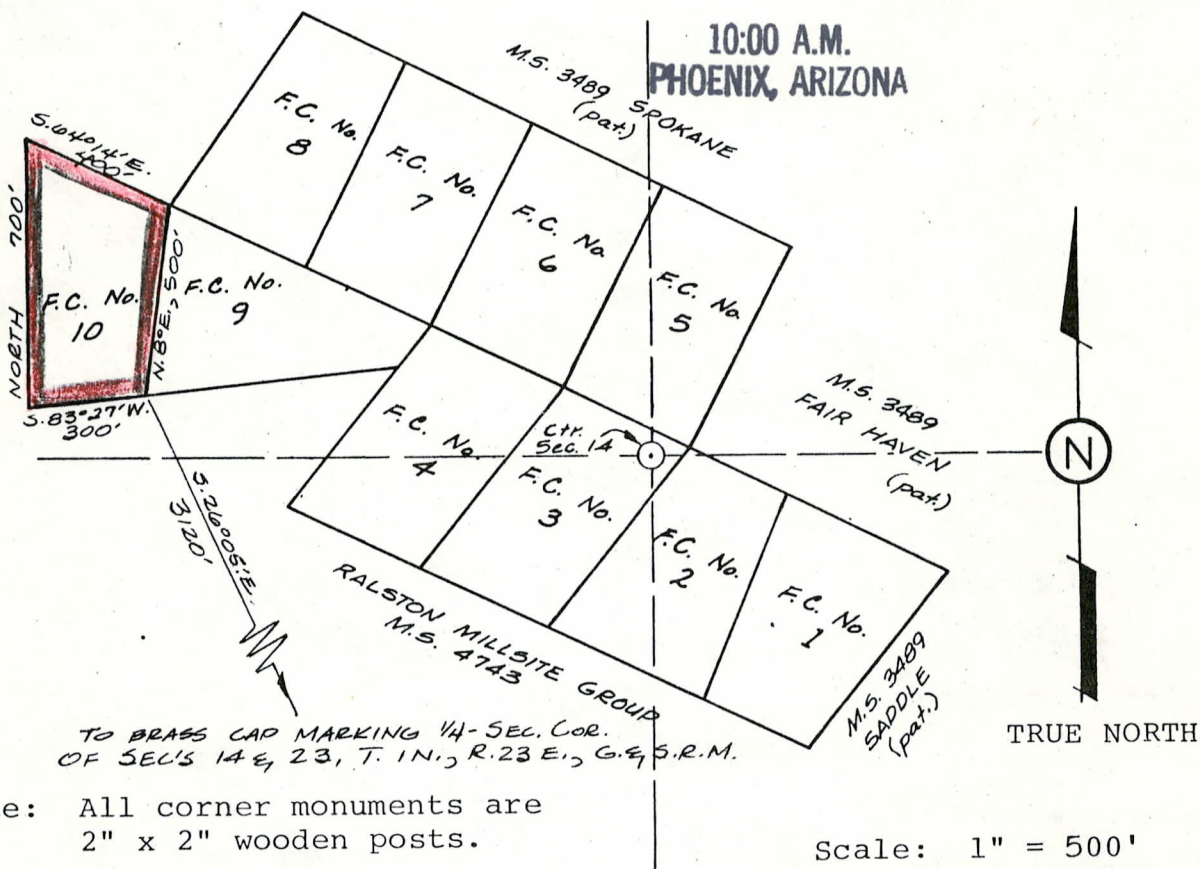 10:00 A.M.
PHOENIX, ARIZONA
M.S. 3489 SPOKANE
(pat.)
S.64°14'E.
400'
F.C. No.
8
F.C. No.
7
F.C. No.
6
F.C. No.
5
NORTH 700'
F.C. No.
10
N.8°E., 500'
F.C. No.
9
S.83°27'W.
300'
F.C. No.
4
Ctr.
Sec. 14
F.C. No.
3
M.S. 3489
FAIR HAVEN
(pat.)
N
F.C. No.
2
F.C. No.
1
S.26°05'E.
3120'
RALSTON MILLSITE GROUP
M.S. 4743
M.S. 3489
SADDLE
(pat.)
TRUE NORTH
TO BRASS CAP MARKING 1/4-SEC. COR.
OF SEC'S 14 & 23, T. 1N., R.23 E., G.& S.R.M.
e: All corner monuments are
2" x 2" wooden posts.
Scale: 1" = 500'